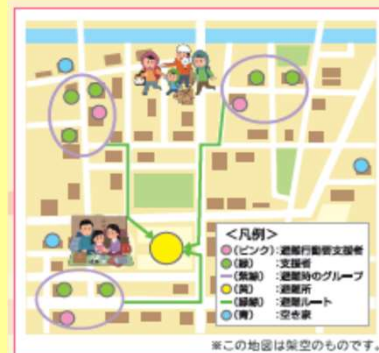 <凡例>
(ピンク):避難行動要支援者
(緑):支援者
(紫線):避難時のグループ
(黄):避難所
(緑線):避難ルート
(青):空き家
※この地図は架空のものです。